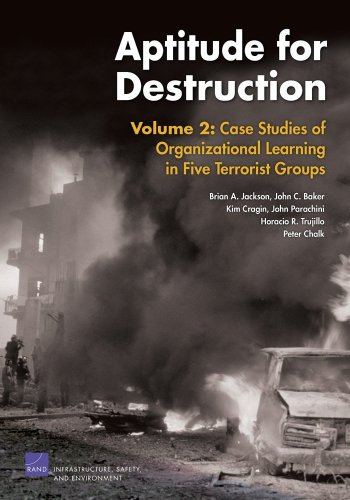 Aptitude for
Destruction
Volume 2: Case Studies of
Organizational Learning
in Five Terrorist Groups
Brian A. Jackson, John C. Baker
Kim Cragin, John Parachini
Horacio R. Trujillo
Peter Chalk
RAND
INFRASTRUCTURE, SAFETY,
AND ENVIRONMENT